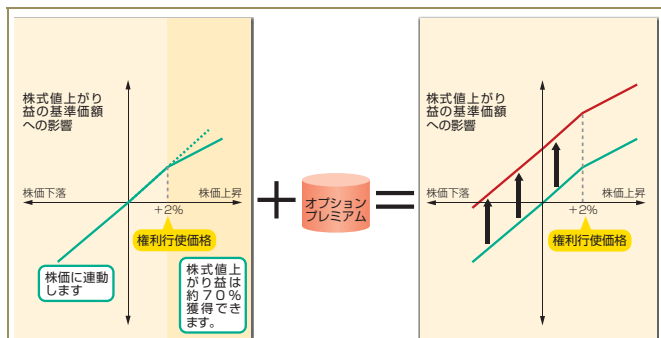 株式値上がり
益の基準価額
への影響
株価下落
株価上昇
+2%
権利行使価格
株価に連動
します
株式値上
がり益は
約70%
獲得でき
ます。
オプション
プレミアム
株式値上がり
益の基準価額
への影響
株価下落
株価上昇
+2%
権利行使価格